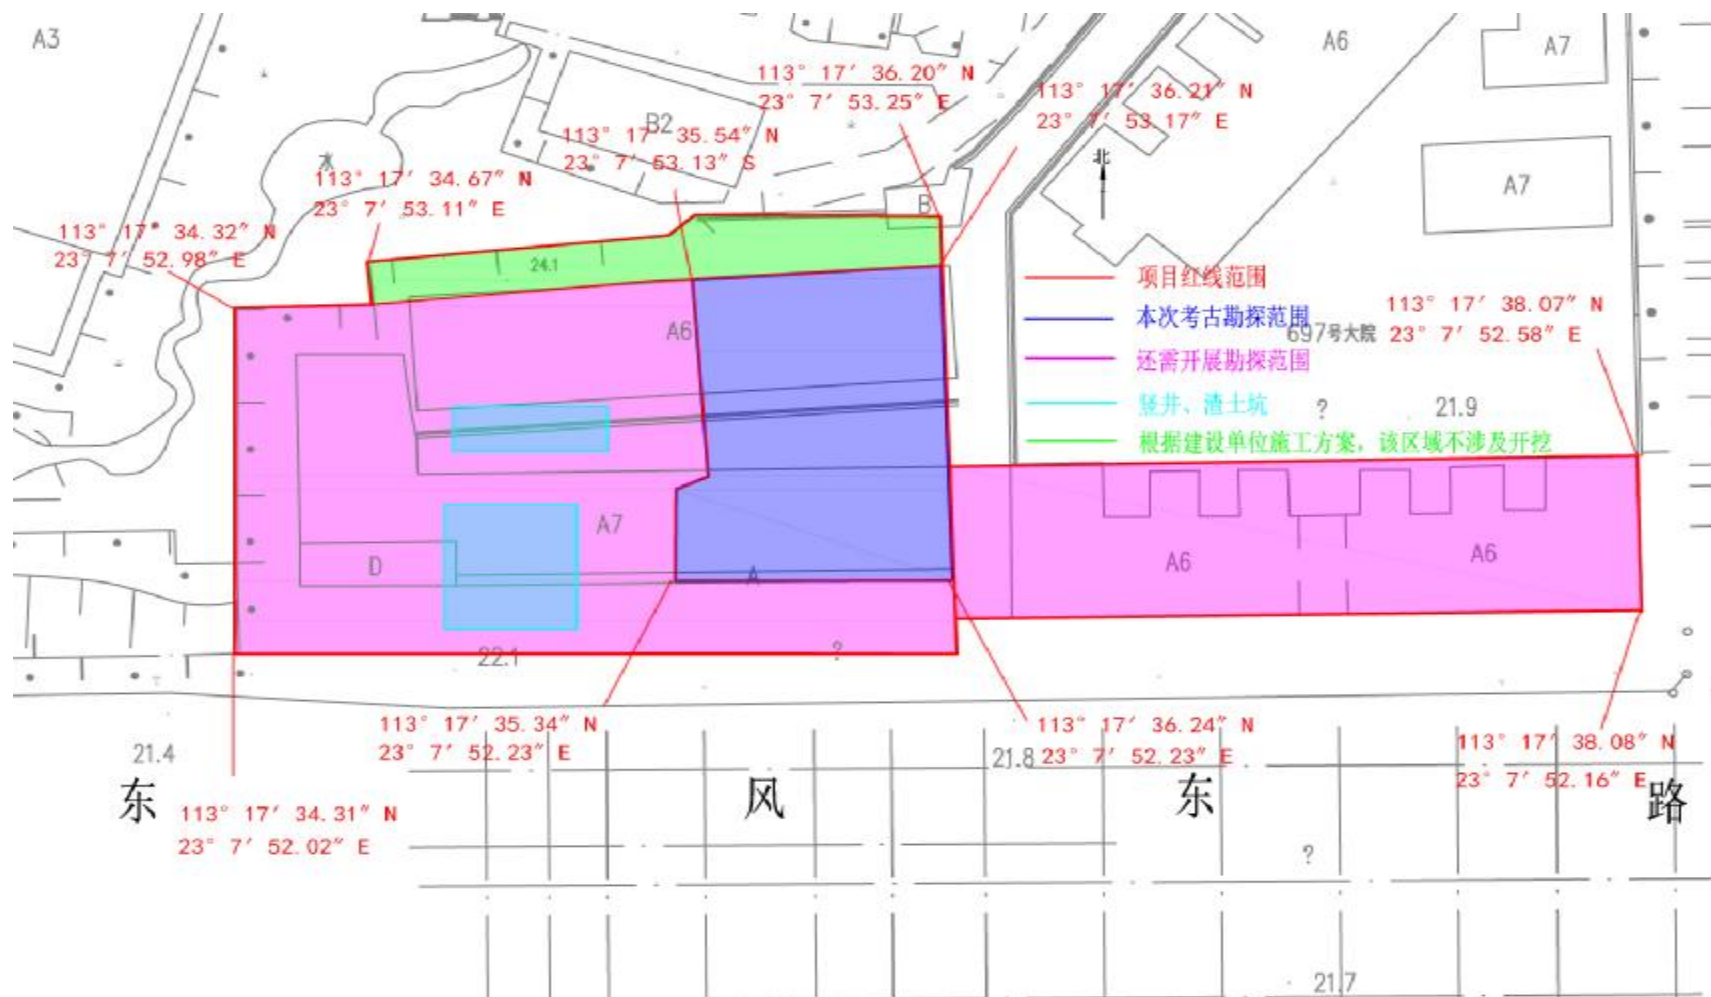 A3
A6
A7
113° 17′ 36.20″ N
23° 7′ 53.25″ E
113° 17′ 36.21″ N
23° 7′ 53.17″ E
B2
113° 17′ 35.54″ N
23° 7′ 53.13″ S
北
水
113° 17′ 34.67″ N
23° 7′ 53.11″ E
A7
B
113° 17′ 34.32″ N
23° 7′ 52.98″ E
24.1
项目红线范围
本次考古勘探范围
还需开展勘探范围
竖井、渣土坑
根据建设单位施工方案，该区域不涉及开挖
113° 17′ 38.07″ N
23° 7′ 52.58″ E
697号大院
A6
?
21.9
A7
D
A
A6
A6
22.1
?
113° 17′ 35.34″ N
23° 7′ 52.23″ E
113° 17′ 36.24″ N
23° 7′ 52.23″ E
113° 17′ 38.08″ N
23° 7′ 52.16″ E
21.4
21.8
东 风 东 路
113° 17′ 34.31″ N
23° 7′ 52.02″ E
?
21.7